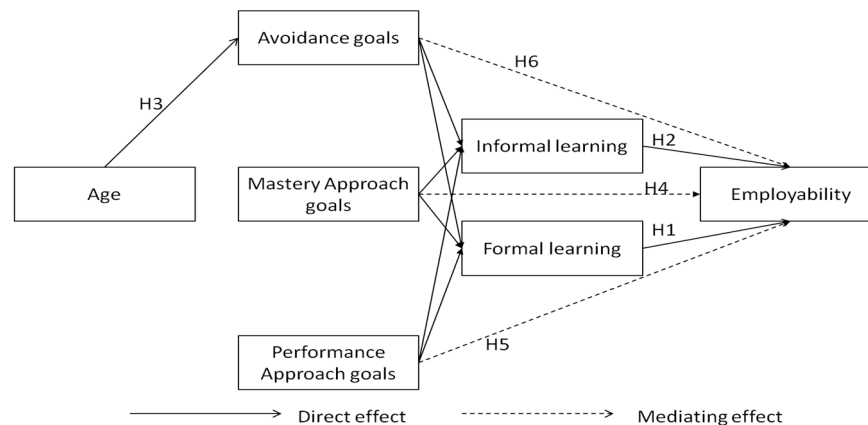 Avoidance goals
H6
H3
Informal learning
H2
Age
Mastery Approach
goals
H4
Employability
Formal learning
H1
Performance
Approach goals
H5
Direct effect
Mediating effect